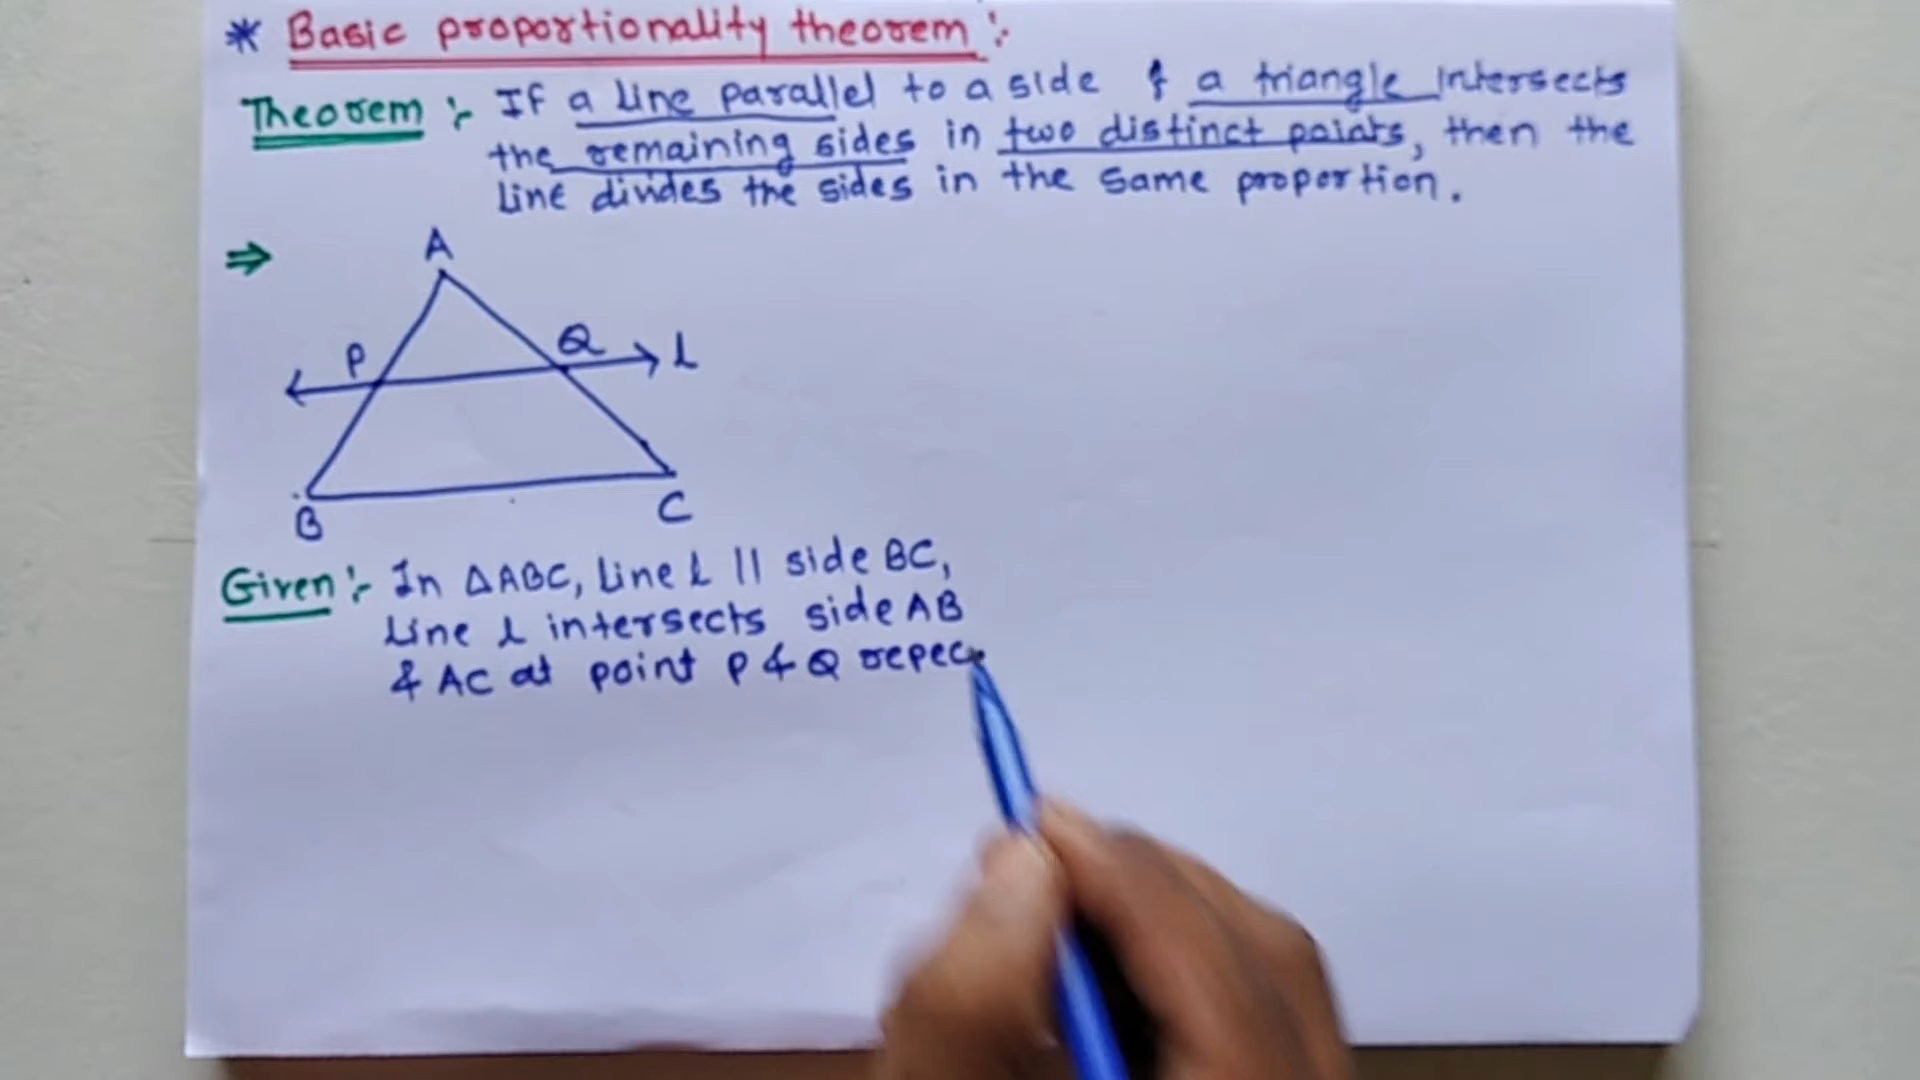 * Basic proportionality theorem :-
Theorem :- If a line parallel to a side & a triangle intersects
the remaining sides in two distinct points, then the
line divides the sides in the same proportion.
⇒
A
P
Q
l
B
C
Given :- In ΔABC, line l || side BC,
Line l intersects side AB
& AC at point P & Q repec